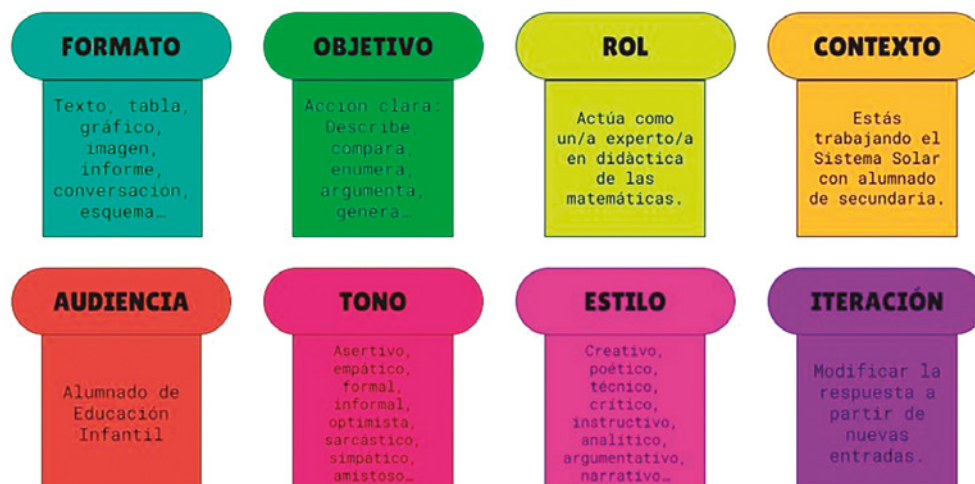 FORMATO
Texto, tabla,
gráfico,
imagen,
informe,
conversación,
esquema…
OBJETIVO
Acción clara:
Describe,
compara,
enumera,
argumenta,
genera…
ROL
Actúa como
un/a experto/a
en didàctica
de las
matemáticas.
CONTEXTO
Estás
trabajando el
Sistema Solar
con alumnado
de secundaria.
AUDIENCIA
Alumnado de
Educación
Infantil
TONO
Asertivo,
empático,
formal,
informal,
optimista,
sarcástico,
simpático,
amistoso…
ESTILO
Creativo,
poético,
técnico,
crítico,
instructivo,
analítico,
argumentativo,
narrativo…
ITERACIÓN
Modificar la
respuesta a
partir de
nuevas
entradas.